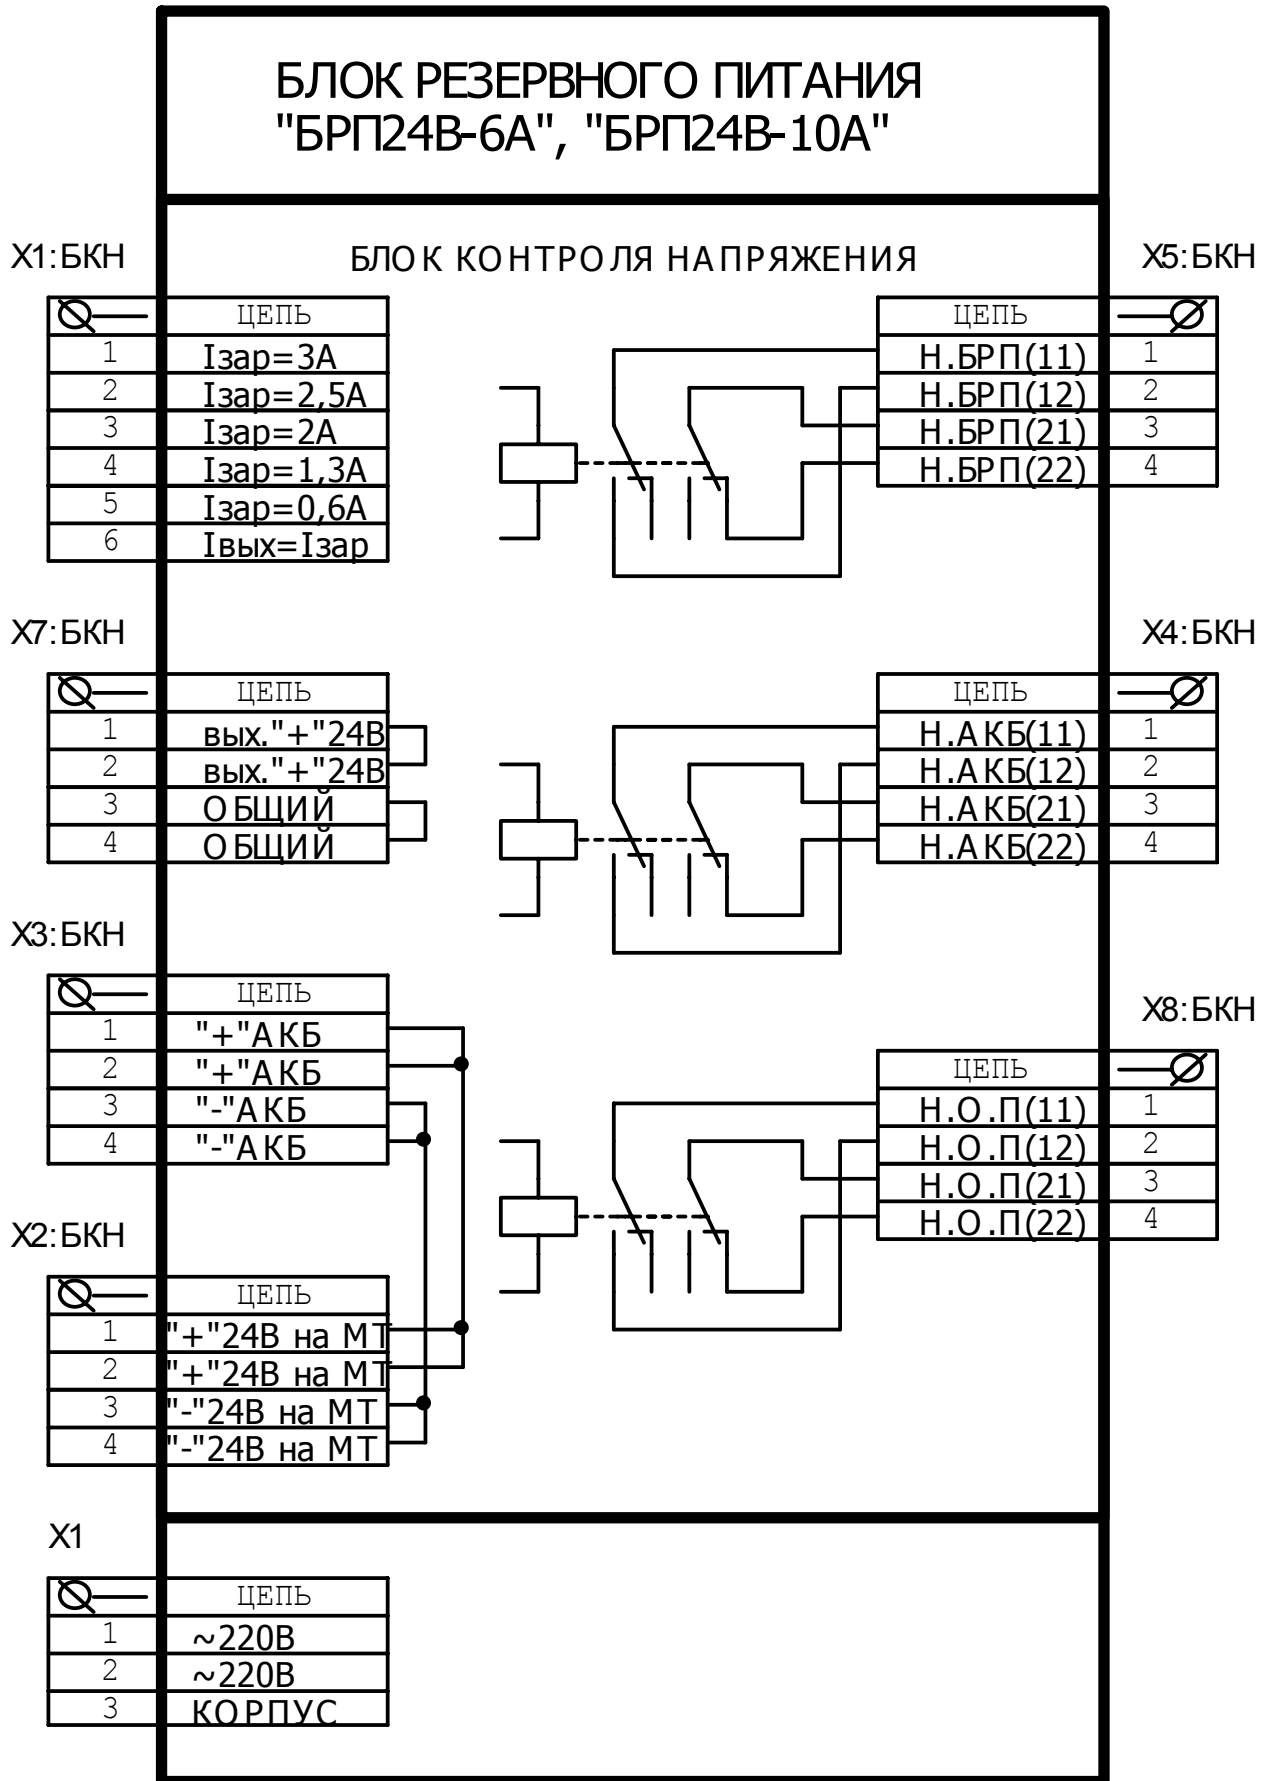 БЛОК РЕЗЕРВНОГО ПИТАНИЯ
"БРП24В-6А", "БРП24В-10А"
БЛОК КОНТРОЛЯ НАПРЯЖЕНИЯ
X1:БКН
ЦЕПЬ
1 Iзар=3А
2 Iзар=2,5А
3 Iзар=2А
4 Iзар=1,3А
5 Iзар=0,6А
6 Iвых=Iзар
X5:БКН
ЦЕПЬ
Н.БРП(11) 1
Н.БРП(12) 2
Н.БРП(21) 3
Н.БРП(22) 4
X7:БКН
ЦЕПЬ
1 вых."+"24В
2 вых."+"24В
3 ОБЩИЙ
4 ОБЩИЙ
X4:БКН
ЦЕПЬ
Н.АКБ(11) 1
Н.АКБ(12) 2
Н.АКБ(21) 3
Н.АКБ(22) 4
X3:БКН
ЦЕПЬ
1 "+"АКБ
2 "+"АКБ
3 "-"АКБ
4 "-"АКБ
X8:БКН
ЦЕПЬ
Н.О.П(11) 1
Н.О.П(12) 2
Н.О.П(21) 3
Н.О.П(22) 4
X2:БКН
ЦЕПЬ
1 "+"24В на МТ
2 "+"24В на МТ
3 "-"24В на МТ
4 "-"24В на МТ
X1
ЦЕПЬ
1 ~220В
2 ~220В
3 КОРПУС